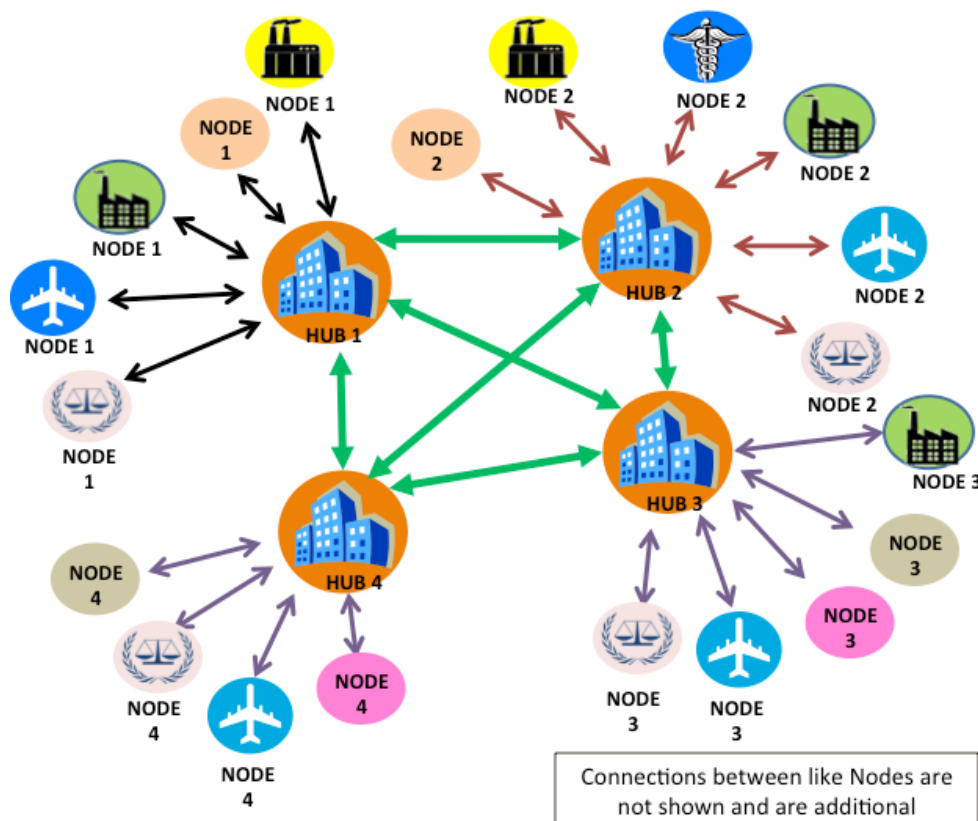 NODE 1
NODE 2
NODE 2
NODE
1
NODE
2
NODE 2
NODE 1
NODE 2
HUB 2
HUB 1
NODE 1
NODE 2
NODE
1
NODE 3
HUB 3
NODE
3
HUB 4
NODE
4
NODE
3
NODE
4
NODE
4
NODE
3
NODE
3
NODE
4
Connections between like Nodes are
not shown and are additional